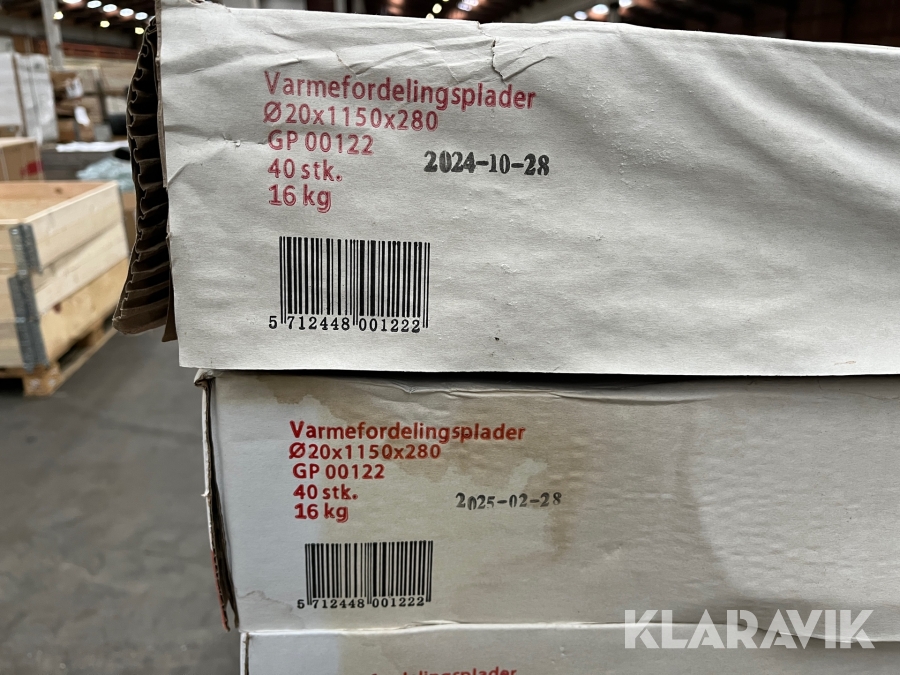 Varmefordelingsplader
Ø20x1150x280
GP 00122
40 stk.
16 kg
2024-10-28
5 712448 001222
Varmefordelingsplader
Ø20x1150x280
GP 00122
40 stk.
16 kg
2025-02-28
5 712448 001222
KLARAVIK
Varmefordelingsplader